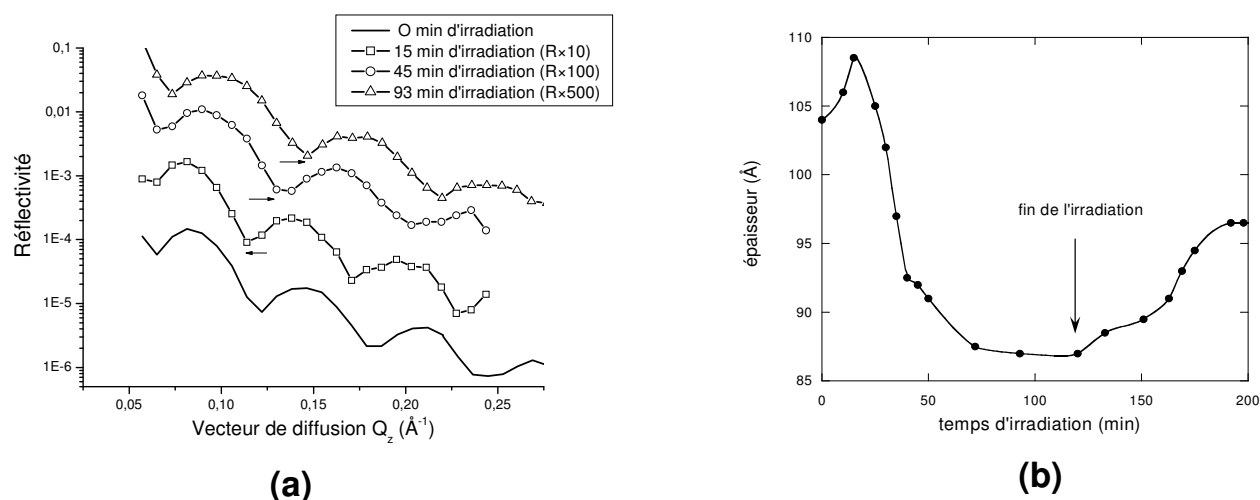 O min d'irradiation
15 min d'irradiation (R×10)
45 min d'irradiation (R×100)
93 min d'irradiation (R×500)
0,1
0,01
1E-3
1E-4
1E-5
1E-6
Réflectivité
0,05 0,10 0,15 0,20 0,25
Vecteur de diffusion Qz (Å-1)
(a)
110
105
100
95
90
85
épaisseur (Å)
fin de l'irradiation
0 50 100 150 200
temps d'irradiation (min)
(b)